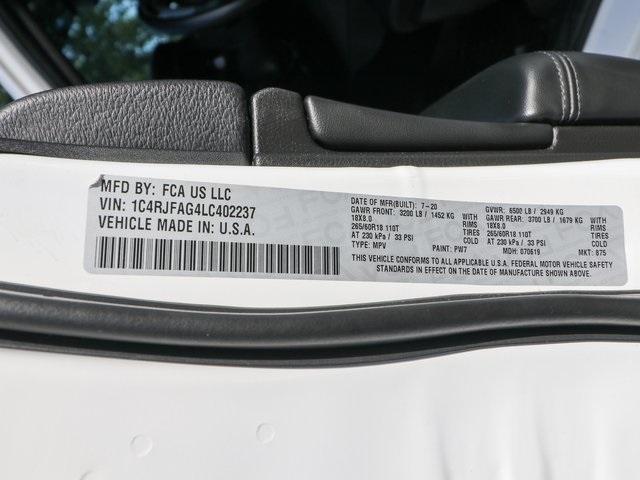 MFD BY: FCA US LLC
VIN: 1C4RJFAG4LC402237
VEHICLE MADE IN: U.S.A.
DATE OF MFR(BUILT): 7-20 GVWR: 6500 LB / 2949 KG
GAWR FRONT: 3200 LB / 1452 KG WITH GAWR REAR: 3700 LB / 1679 KG WITH
18X8.0 RIMS 18X8.0 RIMS
265/60R18 110T TIRES 265/60R18 110T TIRES
AT 230 kPa / 33 PSI COLD AT 230 kPa / 33 PSI COLD
TYPE: MPV PAINT: PW7 MDH: 070619 MKT: 875
THIS VEHICLE CONFORMS TO ALL APPLICABLE U.S.A. FEDERAL MOTOR VEHICLE SAFETY
STANDARDS IN EFFECT ON THE DATE OF MANUFACTURE SHOWN ABOVE.